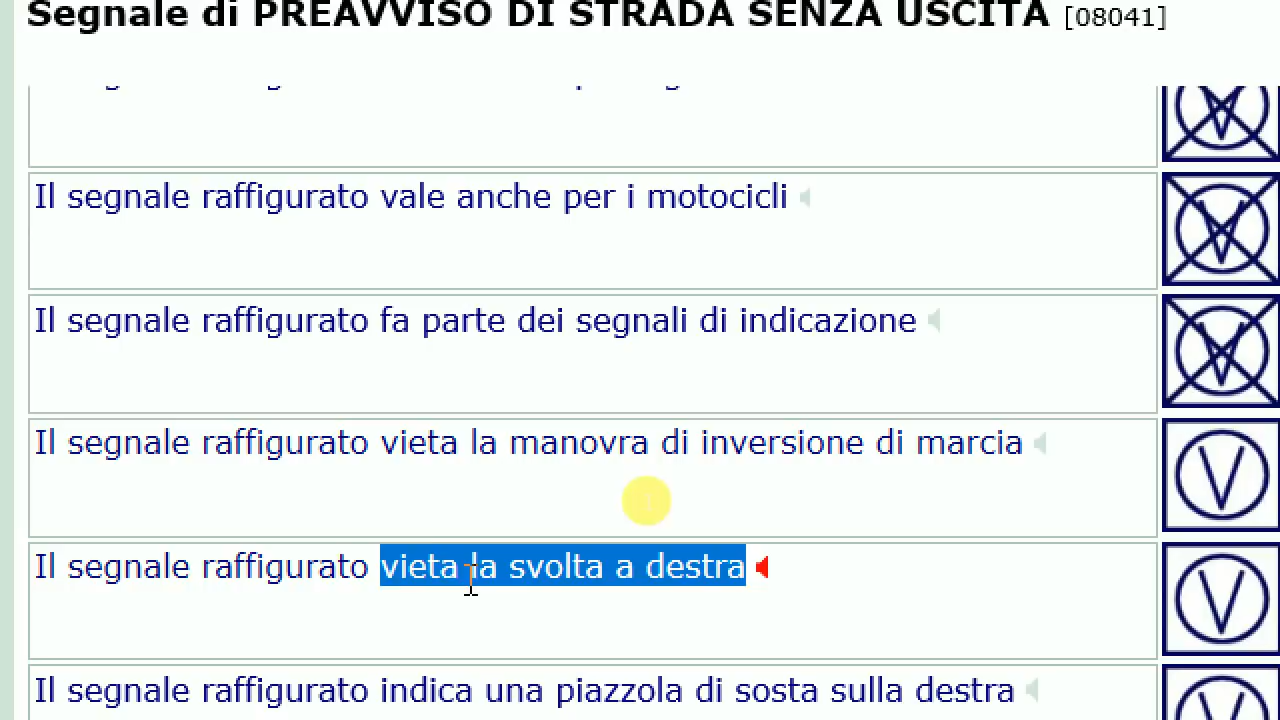 Segnale di PREAVVISO DI STRADA SENZA USCITA [08041]
V
Il segnale raffigurato vale anche per i motocicli
V
Il segnale raffigurato fa parte dei segnali di indicazione
V
Il segnale raffigurato vieta la manovra di inversione di marcia
V
Il segnale raffigurato vieta la svolta a destra
V
Il segnale raffigurato indica una piazzola di sosta sulla destra
V